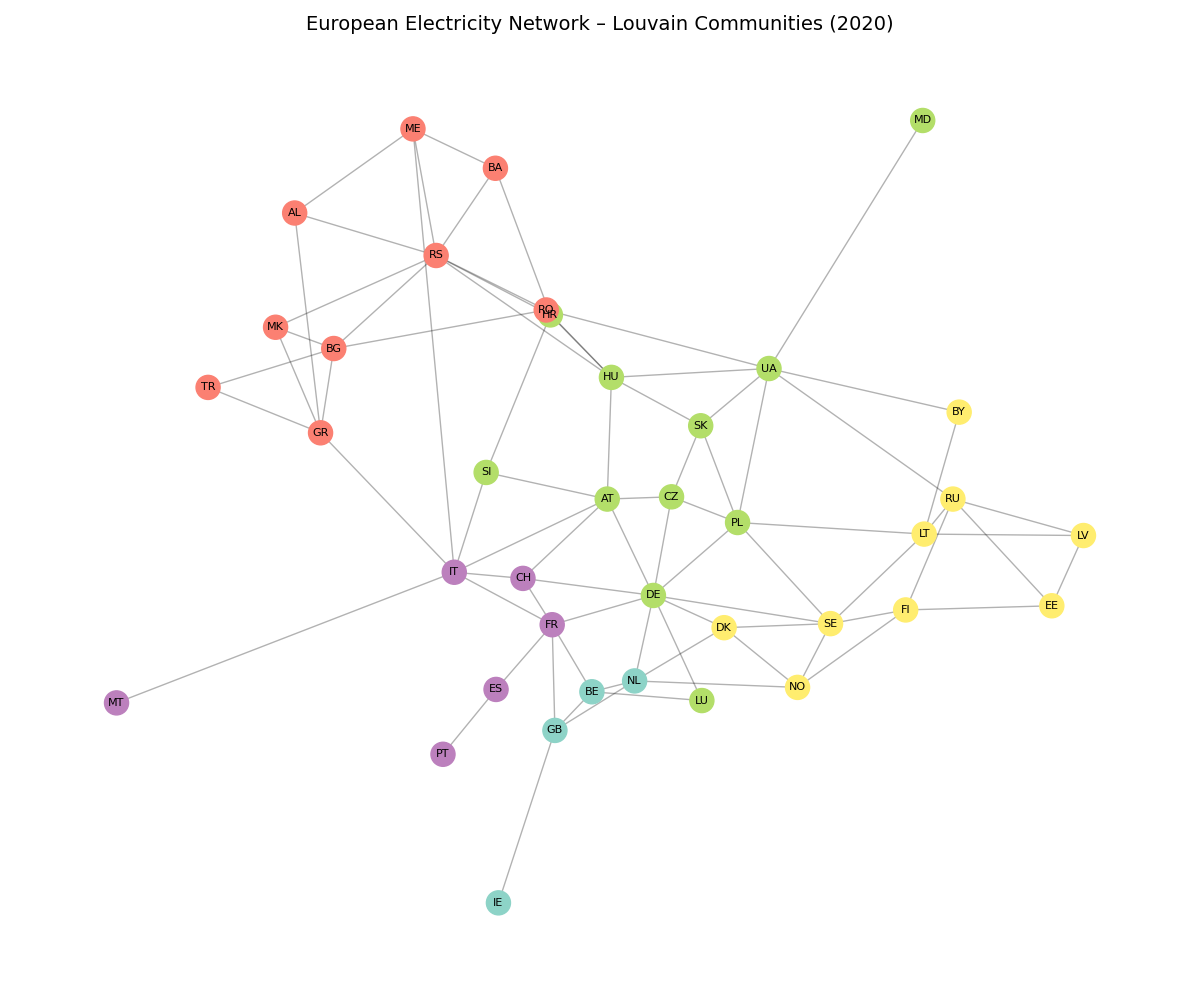 European Electricity Network – Louvain Communities (2020)
MD
ME
BA
AL
RS
RO
HR
MK
BG
UA
HU
TR
BY
SK
GR
SI
CZ
AT
RU
PL
LT
LV
IT
CH
DE
EE
FI
SE
FR
DK
NL
NO
ES
BE
LU
MT
GB
PT
IE